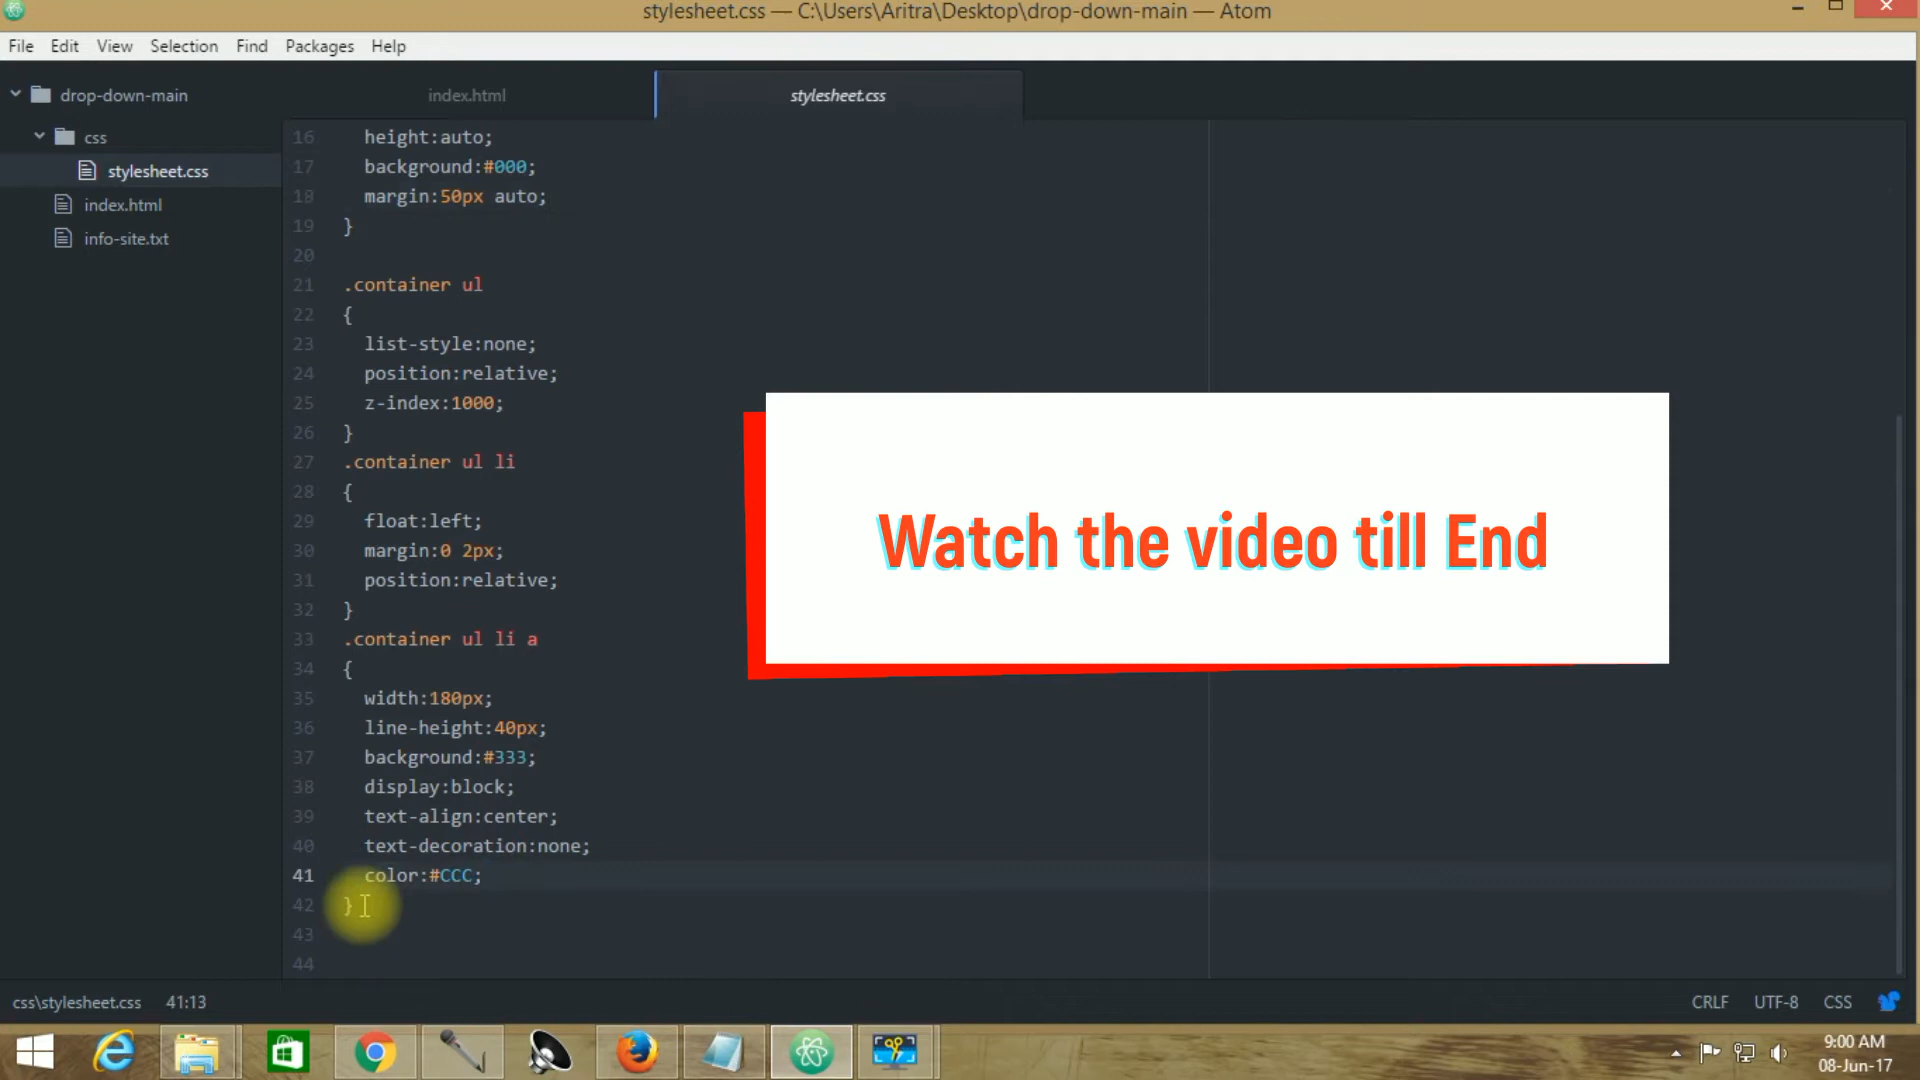 stylesheet.css — C:\Users\Aritra\Desktop\drop-down-main — Atom
File Edit View Selection Find Packages Help
drop-down-main
css
stylesheet.css
index.html
info-site.txt
index.html stylesheet.css
16 height:auto;
17 background:#000;
18 margin:50px auto;
19 }
20
21 .container ul
22 {
23 list-style:none;
24 position:relative;
25 z-index:1000;
26 }
27 .container ul li
28 {
29 float:left;
30 margin:0 2px;
31 position:relative;
32 }
33 .container ul li a
34 {
35 width:180px;
36 line-height:40px;
37 background:#333;
38 display:block;
39 text-align:center;
40 text-decoration:none;
41 color:#CCC;
42 }
43
44
Watch the video till End
css\stylesheet.css 41:13 CRLF UTF-8 CSS
9:00 AM
08-Jun-17